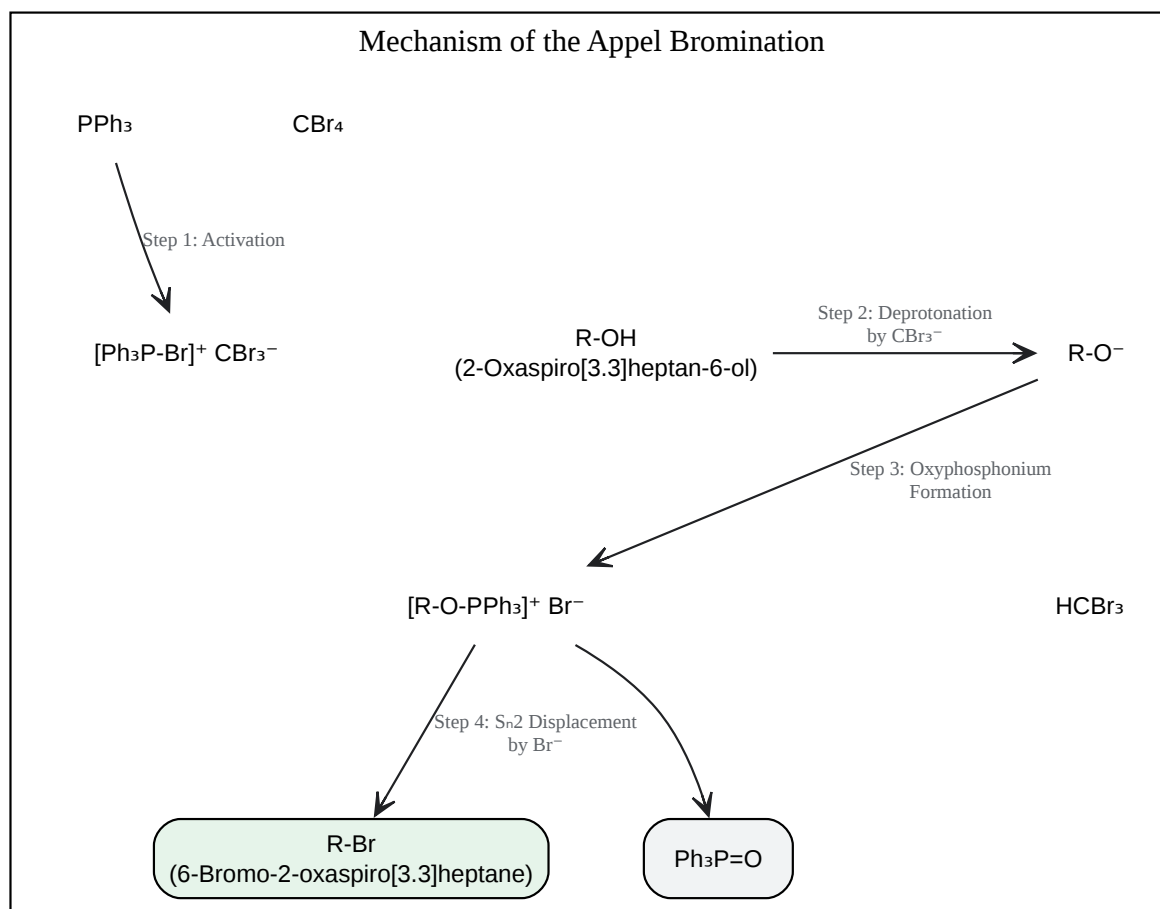 Mechanism of the Appel Bromination
PPh₃
CBr₄
Step 1: Activation
[Ph₃P-Br]⁺ CBr₃⁻
R-OH
(2-Oxaspiro[3.3]heptan-6-ol)
Step 2: Deprotonation
by CBr₃⁻
R-O⁻
Step 3: Oxyphosphonium
Formation
[R-O-PPh₃]⁺ Br⁻
HCBr₃
Step 4: Sₙ2 Displacement
by Br⁻
R-Br
(6-Bromo-2-oxaspiro[3.3]heptane)
Ph₃P=O